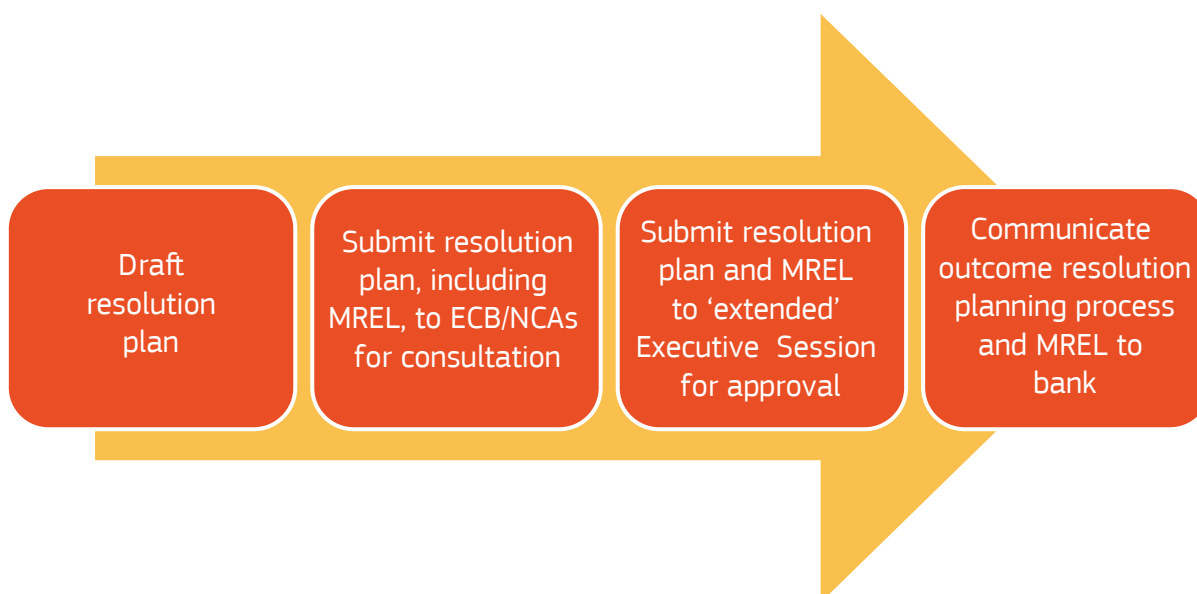 Draft
resolution
plan
Submit resolution
plan, including
MREL, to ECB/NCAs
for consultation
Submit resolution
plan and MREL
to ‘extended’
Executive Session
for approval
Communicate
outcome resolution
planning process
and MREL to
bank